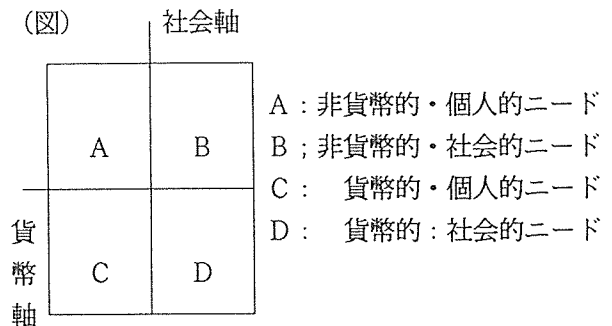 (図) 社会軸
A : 非貨幣的・個人的ニード
A B
B ; 非貨幣的・社会的ニード
C : 貨幣的・個人的ニード
D : 貨幣的 : 社会的ニード
貨幣軸
C D